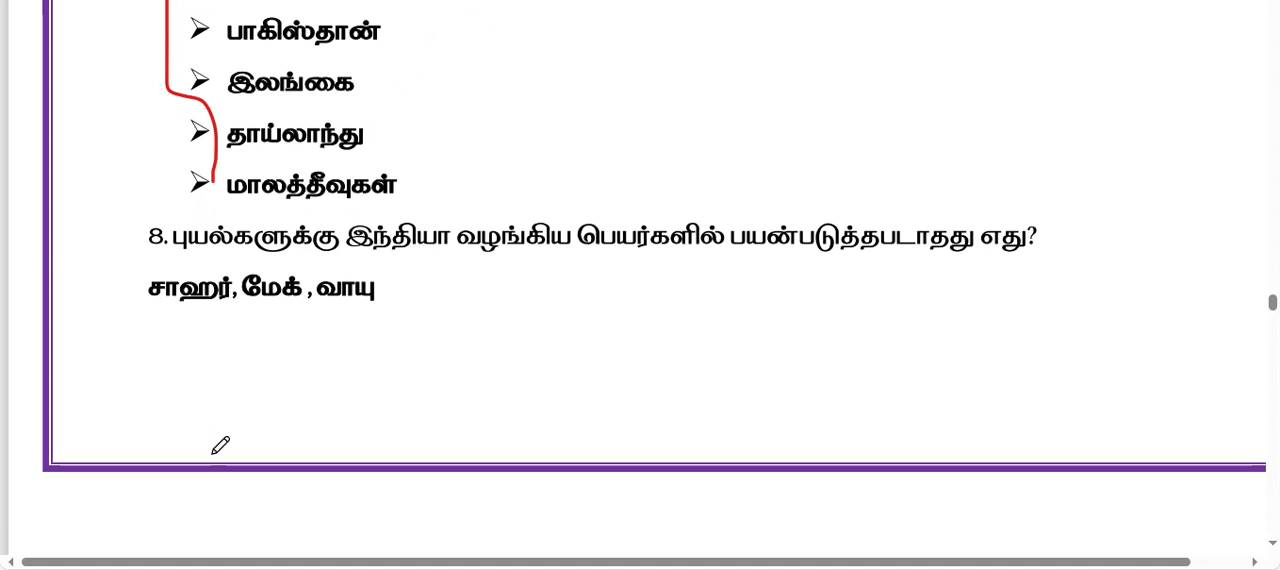 ➢ பாகிஸ்தான்
➢ இலங்கை
➢ தாய்லாந்து
➢ மாலத்தீவுகள்
8. புயல்களுக்கு இந்தியா வழங்கிய பெயர்களில் பயன்படுத்தபடாதது எது?
சாஹர், மேக் , வாயு